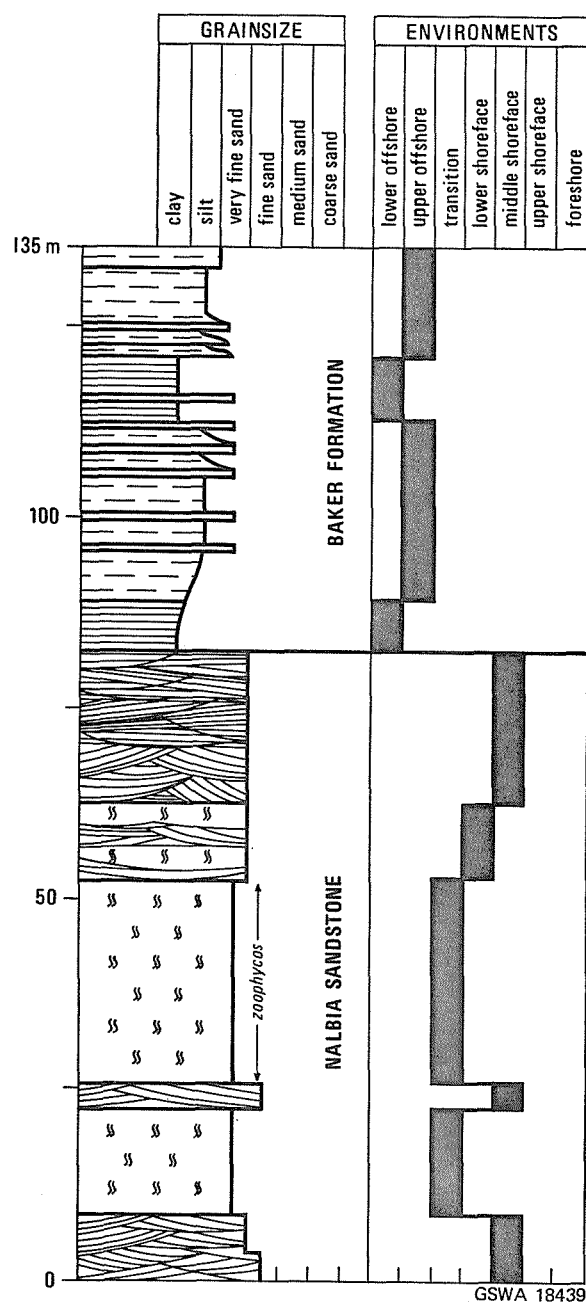 GRAINSIZE
ENVIRONMENTS
clay
silt
very fine sand
fine sand
medium sand
coarse sand
lower offshore
upper offshore
transition
lower shoreface
middle shoreface
upper shoreface
foreshore
135 m
BAKER FORMATION
100
NALBIA SANDSTONE
50
zoophycos
0
GSWA 18439